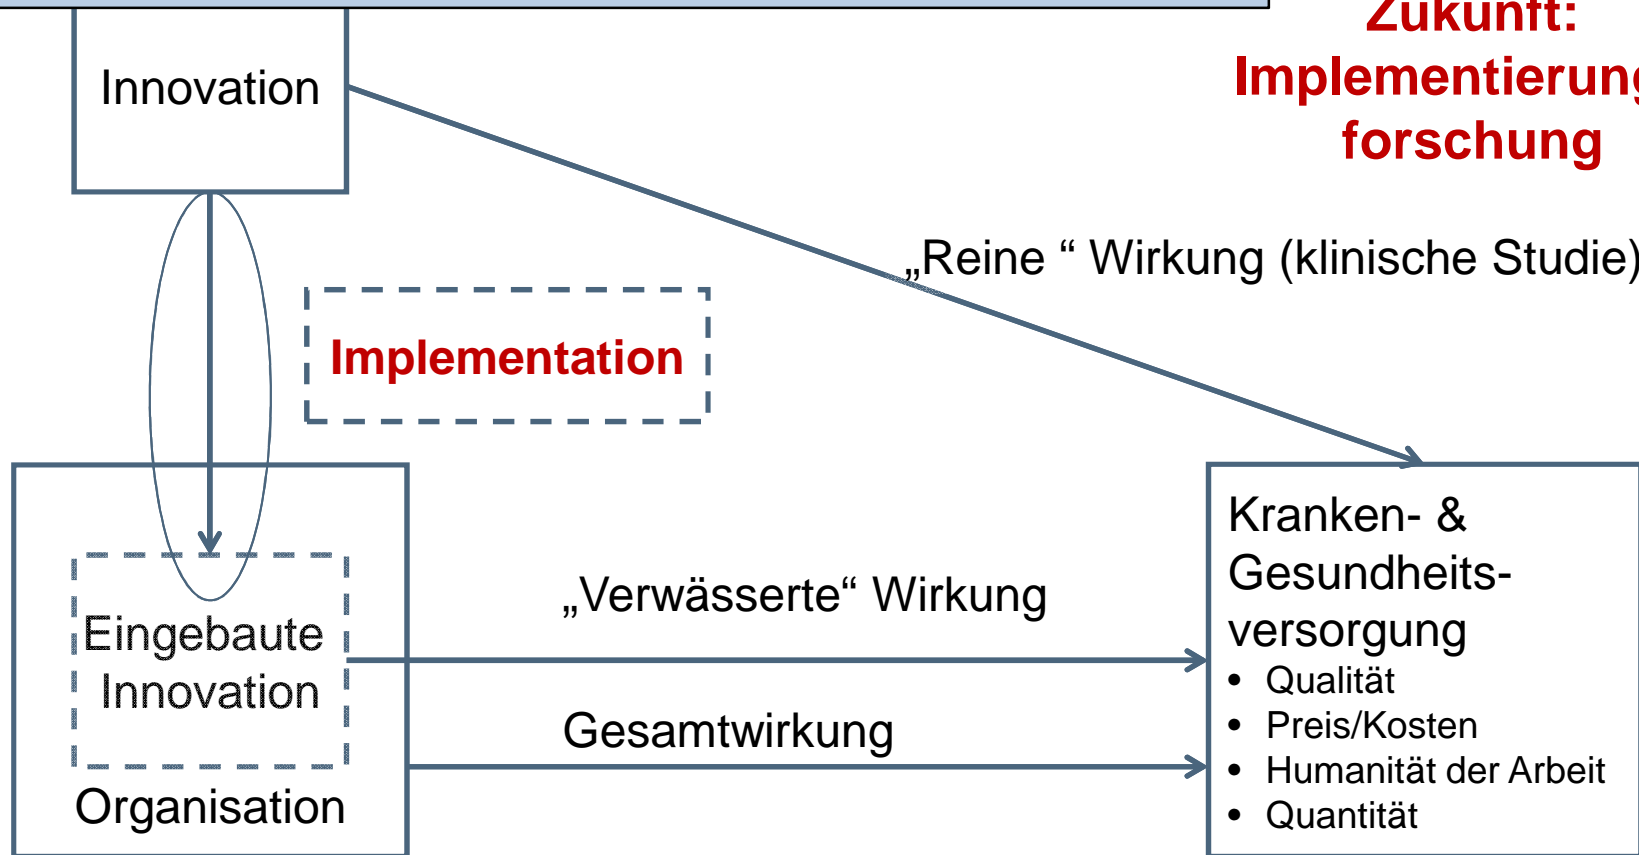 Zukunft:
Implementierung
forschung
Innovation
„Reine “ Wirkung (klinische Studie)
Implementation
Kranken- &
Gesundheits-
versorgung
• Qualität
• Preis/Kosten
• Humanität der Arbeit
• Quantität
„Verwässerte“ Wirkung
Eingebaute
Innovation
Gesamtwirkung
Organisation